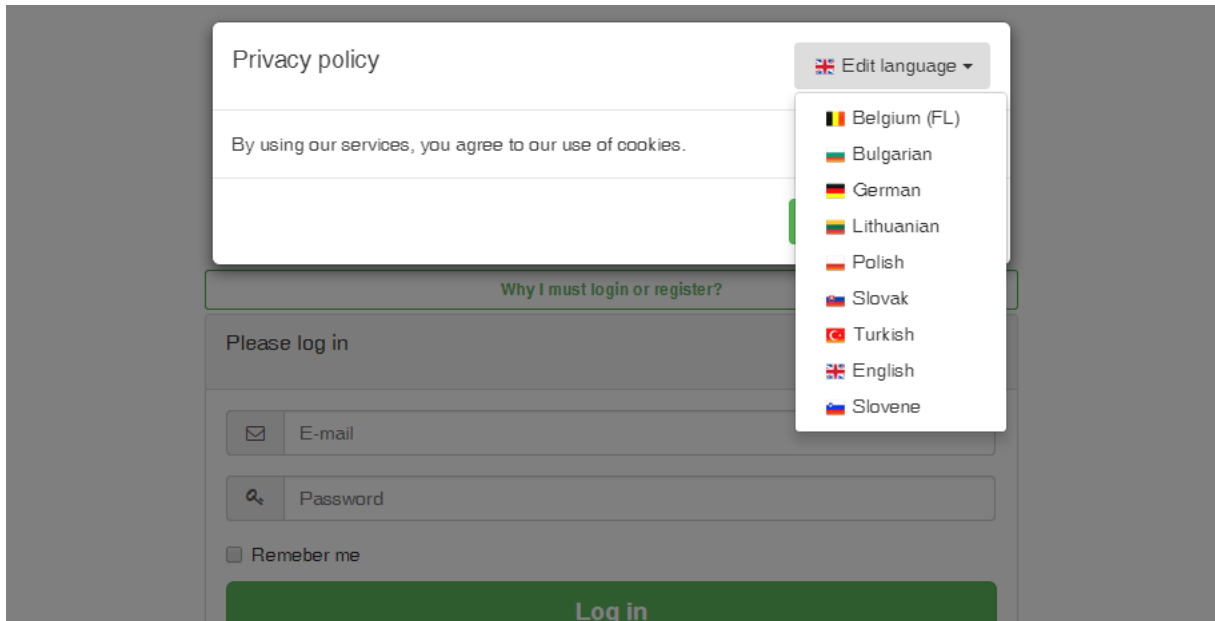 Privacy policy
Edit language
By using our services, you agree to our use of cookies.
Belgium (FL)
Bulgarian
German
Lithuanian
Polish
Slovak
Turkish
English
Slovene
Why I must login or register?
Please log in
E-mail
Password
Remeber me
Log in